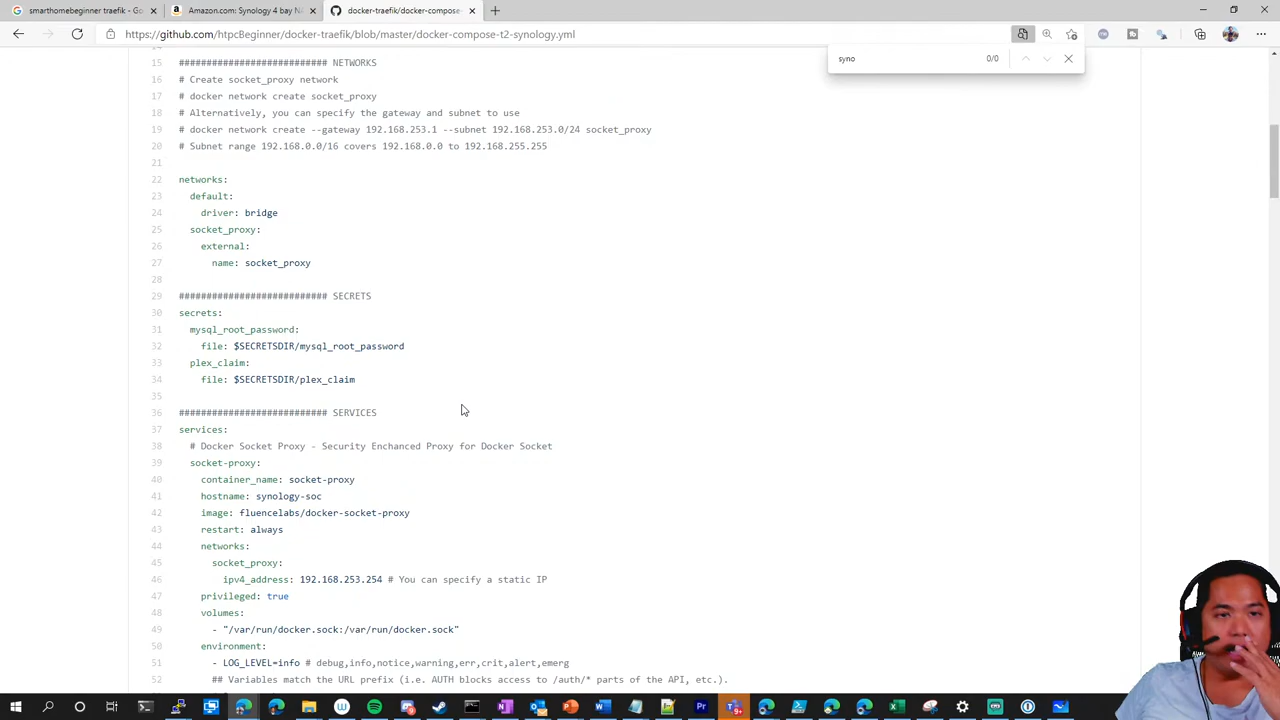 smarthomebeginner traefik - Go
Amazon.com: Synology 4 bay N
docker-traefik/docker-compose-
https://github.com/htpcBeginner/docker-traefik/blob/master/docker-compose-t2-synology.yml
syno
0/0
15 ########################### NETWORKS
16 # Create socket_proxy network
17 # docker network create socket_proxy
18 # Alternatively, you can specify the gateway and subnet to use
19 # docker network create --gateway 192.168.253.1 --subnet 192.168.253.0/24 socket_proxy
20 # Subnet range 192.168.0.0/16 covers 192.168.0.0 to 192.168.255.255
21
22 networks:
23 default:
24 driver: bridge
25 socket_proxy:
26 external:
27 name: socket_proxy
28
29 ########################### SECRETS
30 secrets:
31 mysql_root_password:
32 file: $SECRETSDIR/mysql_root_password
33 plex_claim:
34 file: $SECRETSDIR/plex_claim
35
36 ########################### SERVICES
37 services:
38 # Docker Socket Proxy - Security Enchanced Proxy for Docker Socket
39 socket-proxy:
40 container_name: socket-proxy
41 hostname: synology-soc
42 image: fluencelabs/docker-socket-proxy
43 restart: always
44 networks:
45 socket_proxy:
46 ipv4_address: 192.168.253.254 # You can specify a static IP
47 privileged: true
48 volumes:
49 - "/var/run/docker.sock:/var/run/docker.sock"
50 environment:
51 - LOG_LEVEL=info # debug,info,notice,warning,err,crit,alert,emerg
52 ## Variables match the URL prefix (i.e. AUTH blocks access to /auth/* parts of the API, etc.).